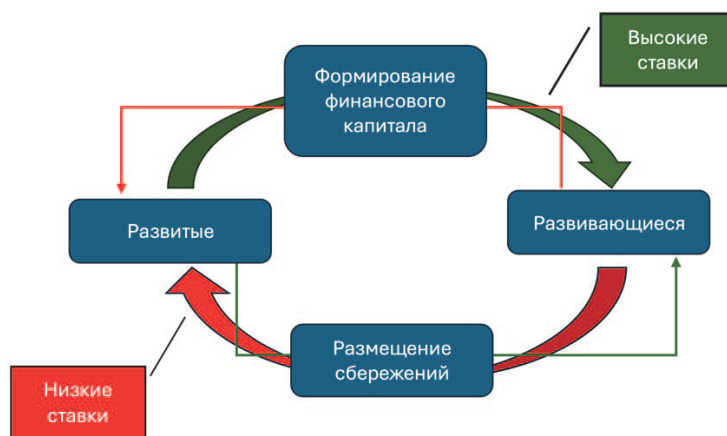 Высокие
ставки
Формирование
финансового
капитала
Развитые
Развивающиеся
Размещение
сбережений
Низкие
ставки